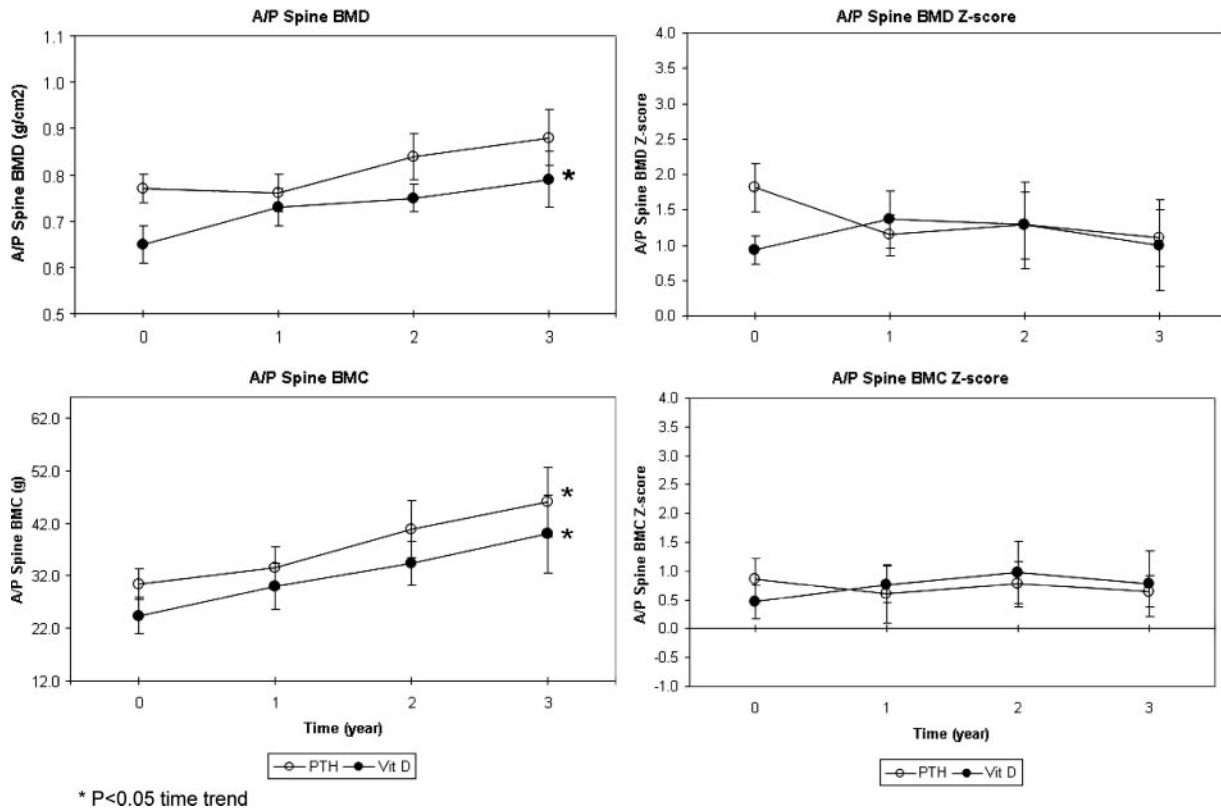 A/P Spine BMD
A/P Spine BMD (g/cm2)
1.1
1.0
0.9
0.8
0.7
0.6
0.5
0 1 2 3
*
A/P Spine BMD Z-score
A/P Spine BMD Z-score
4.0
3.5
3.0
2.5
2.0
1.5
1.0
0.5
0.0
0 1 2 3
A/P Spine BMC
A/P Spine BMC (g)
62.0
52.0
42.0
32.0
22.0
12.0
0 1 2 3
*
*
Time (year)
PTH Vit D
A/P Spine BMC Z-score
A/P Spine BMC Z-score
4.0
3.5
3.0
2.5
2.0
1.5
1.0
0.5
0.0
-0.5
-1.0
0 1 2 3
Time (year)
PTH Vit D
* P<0.05 time trend